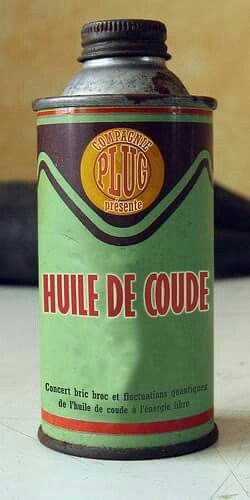 COMPAGNIE
PLUG
présente
HUILE DE COUDE
Concert bric broc et fluctuations quantiques
de l'huile de coude à l'énergie libre